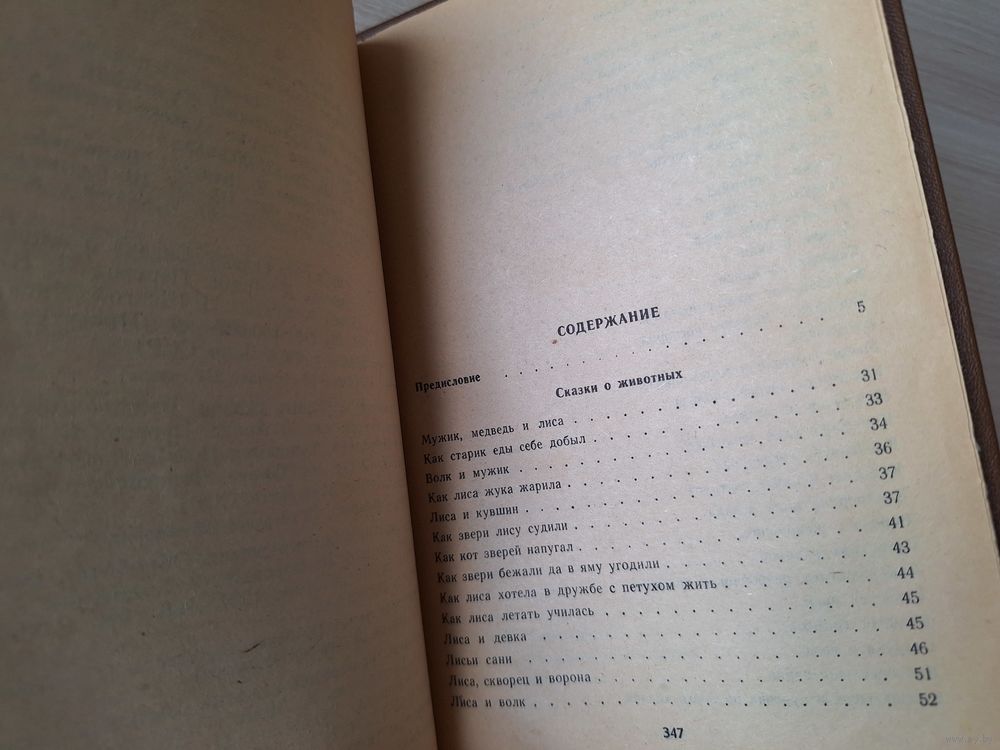 СОДЕРЖАНИЕ
Предисловие . . . . . . . . . . . . . . . . 5
Сказки о животных
Мужик, медведь и лиса . . . . . . . . . . . 31
Как старик еды себе добыл . . . . . . . . . . 33
Волк и мужик . . . . . . . . . . . . . . 34
Как лиса жука жарила . . . . . . . . . . . . 36
Лиса и кувшин . . . . . . . . . . . . . . 37
Как звери лису судили . . . . . . . . . . . . 37
Как кот зверей напугал . . . . . . . . . . . . 41
Как звери бежали да в яму угодили . . . . . . . . 43
Как лиса хотела в дружбе с петухом жить . . . . . . 44
Как лиса летать училась . . . . . . . . . . . 45
Лиса и девка . . . . . . . . . . . . . . 45
Лисьи сани . . . . . . . . . . . . . . . 46
Лиса, скворец и ворона . . . . . . . . . . . . 51
Лиса и волк . . . . . . . . . . . . . . . 52
347